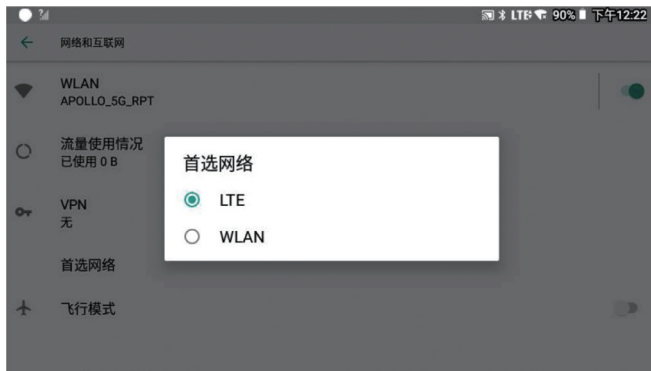 LTE 90% 下午12:22
网络和互联网
WLAN
APOLLO_5G_RPT
流量使用情况
已使用 0 B
首选网络
LTE
VPN
无
WLAN
首选网络
飞行模式